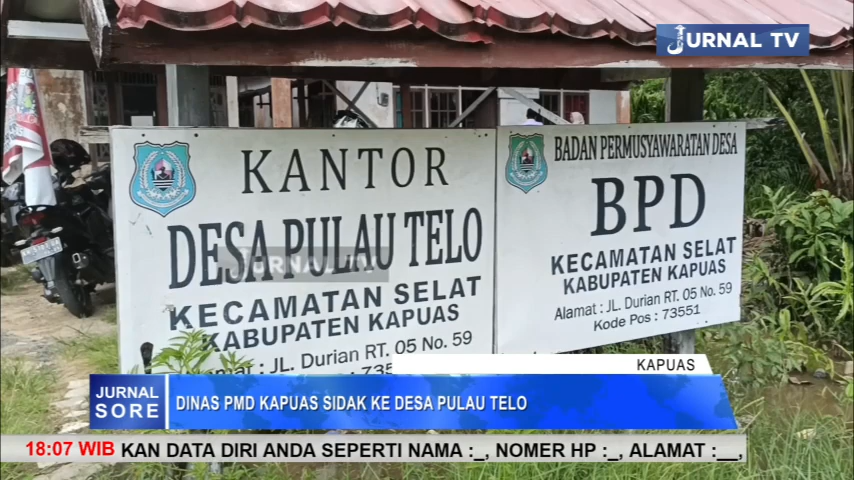 JURNAL TV
KANTOR
DESA PULAU TELO
JURNAL TV
KECAMATAN SELAT
KABUPATEN KAPUAS
JL. Durian RT. 05 No. 59
BADAN PERMUSYAWARATAN DESA
BPD
KECAMATAN SELAT
KABUPATEN KAPUAS
Alamat : JL. Durian RT. 05 No. 59
Kode Pos : 73551
KAPUAS
JURNAL
SORE
DINAS PMD KAPUAS SIDAK KE DESA PULAU TELO
18:07 WIB KAN DATA DIRI ANDA SEPERTI NAMA :_, NOMER HP :_, ALAMAT :__,